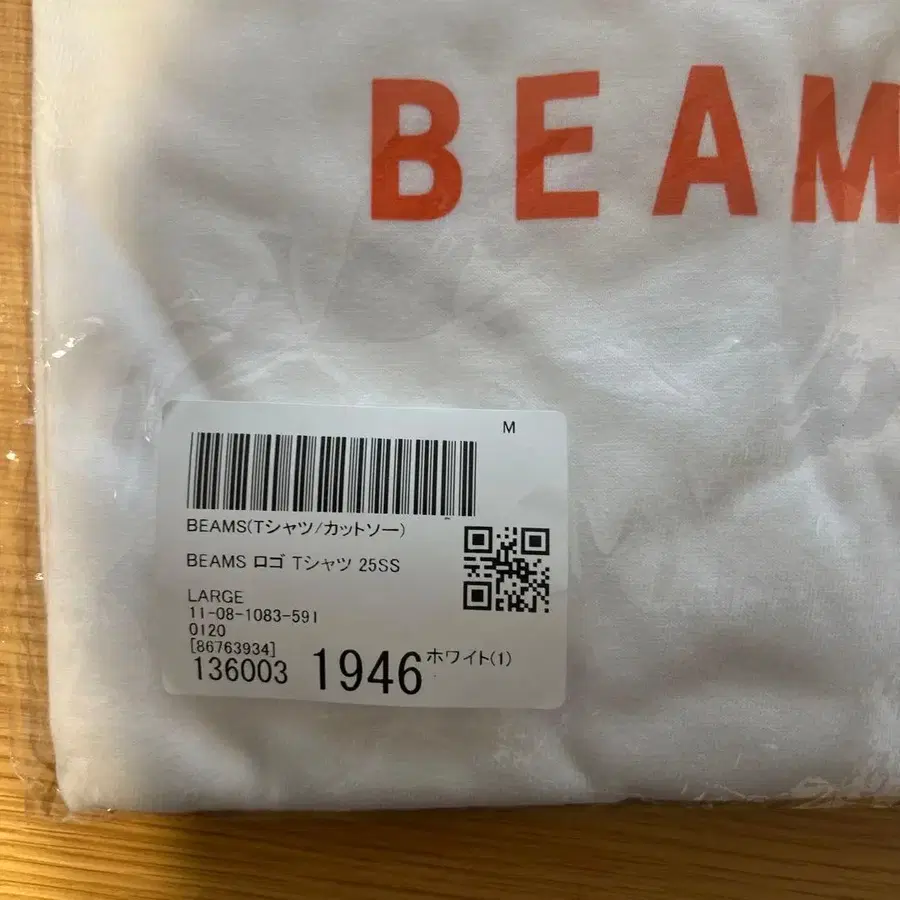 BEAM
M
BEAMS(Tシャツ/カットソー)
BEAMS ロゴ Tシャツ 25SS
LARGE
11-08-1083-591
0120
[86763934]
136003 1946 ホワイト(1)